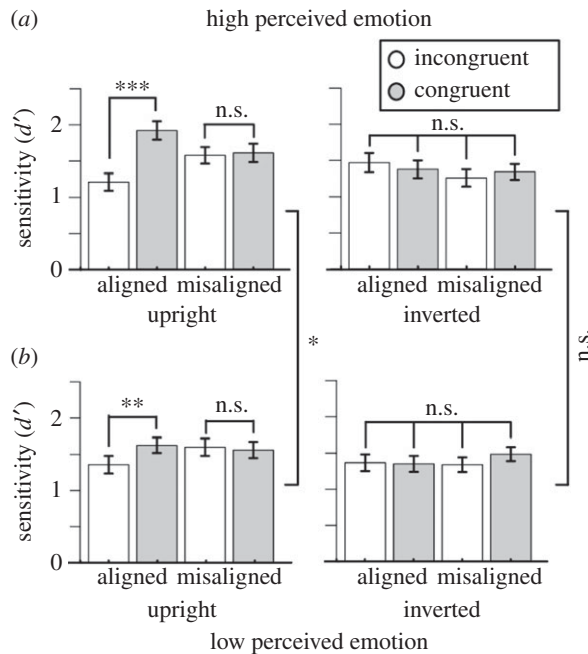 (a) high perceived emotion
incongruent
congruent
sensitivity (d′)
2
1
0
***
n.s.
n.s.
aligned misaligned
upright
aligned misaligned
inverted
*
n.s.
(b)
sensitivity (d′)
2
1
0
**
n.s.
n.s.
aligned misaligned
upright
aligned misaligned
inverted
low perceived emotion